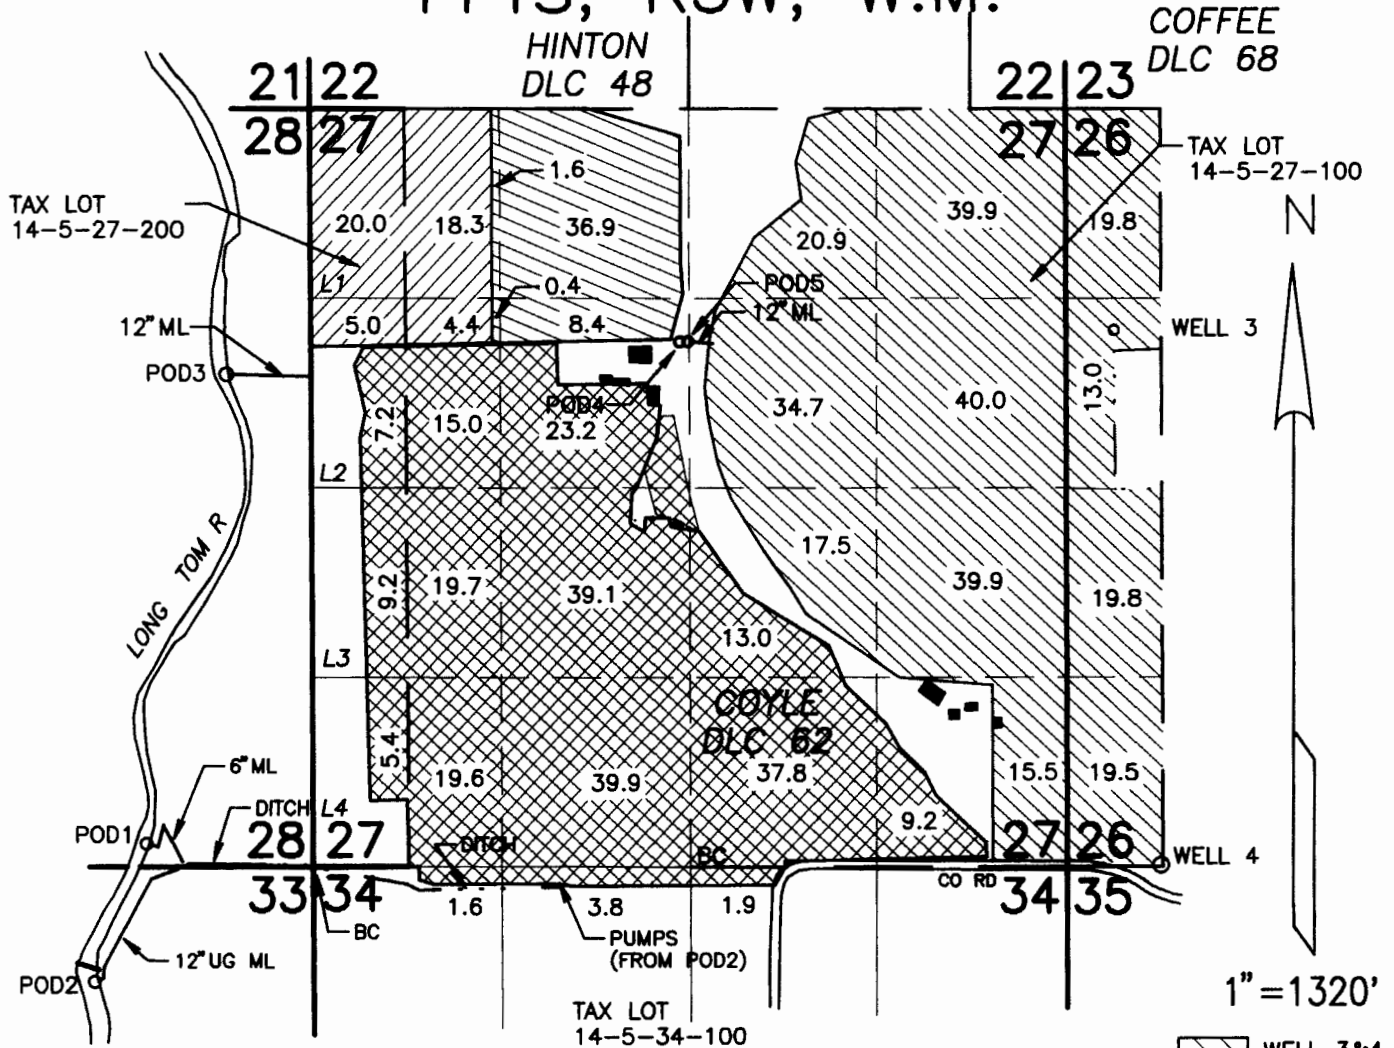 HINTON
DLC 48
COFFEE
DLC 68
21 22
28 27
22 23
27 26
TAX LOT
14-5-27-100
TAX LOT
14-5-27-200
1.6
20.0
18.3
36.9
20.9
39.9
19.8
N
L1
0.4
POD5
12"ML
5.0
4.4
8.4
12"ML
WELL 3
POD3
POD4
7.2
15.0
23.2
34.7
40.0
13.0
L2
LONG TOM R
17.5
9.2
19.7
39.1
39.9
19.8
13.0
L3
COYLE
DLC 62
5.4
19.6
39.9
37.8
15.5
19.5
6"ML
DITCH
L4
9.2
POD1
28 27
DITCH
BC
27 26
WELL 4
33 34
CO RD
34 35
1.6
3.8
1.9
BC
PUMPS
(FROM POD2)
12"UG ML
POD2
1"=1320'
TAX LOT
14-5-34-100